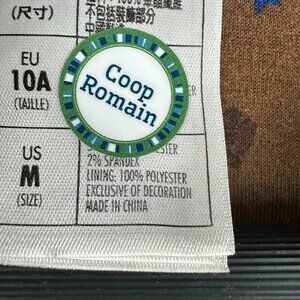 (尺寸)
不包括裝飾部分
EU
10A
(TAILLE)
Coop
Romain
US
M
(SIZE)
2% SPANDEX
LINING: 100% POLYESTER
EXCLUSIVE OF DECORATION
MADE IN CHINA